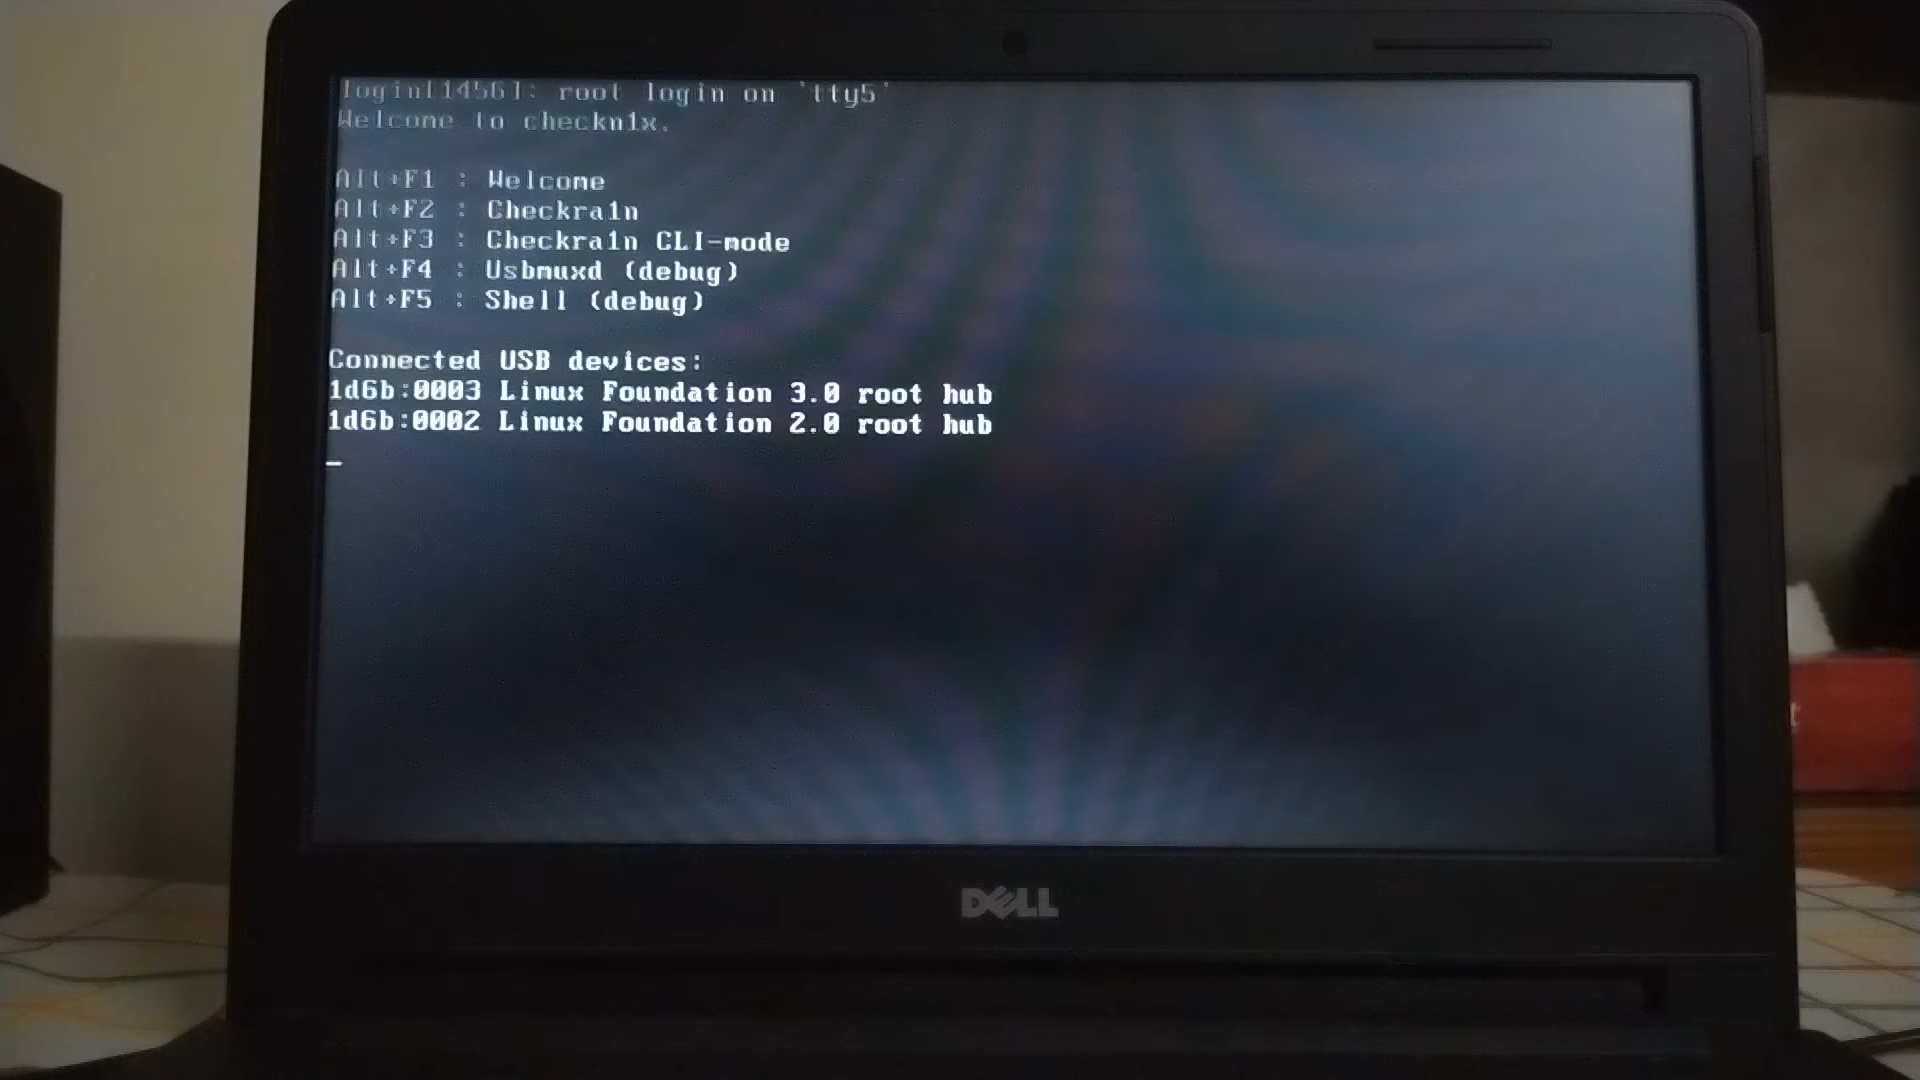 login[1456]: root login on 'tty5'
Welcome to checkn1x.
Alt+F1 : Welcome
Alt+F2 : Checkra1n
Alt+F3 : Checkra1n CLI-mode
Alt+F4 : Usbmuxd (debug)
Alt+F5 : Shell (debug)
Connected USB devices:
1d6b:0003 Linux Foundation 3.0 root hub
1d6b:0002 Linux Foundation 2.0 root hub
DELL